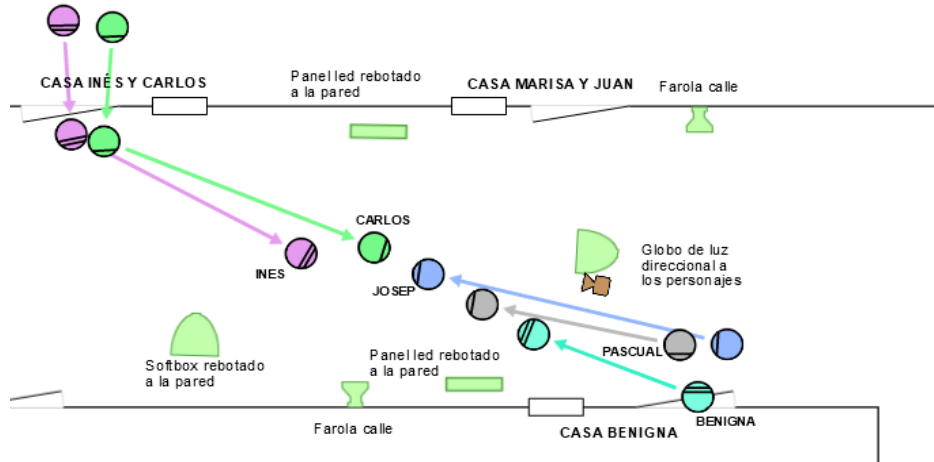 CASA INÉS Y CARLOS
Panel led rebotado
a la pared
CASA MARISA Y JUAN
Farola calle
CARLOS
INES
JOSEP
Globo de luz
direccional a
los personajes
PASCUAL
Softbox rebotado
a la pared
Panel led rebotado
a la pared
Farola calle
CASA BENIGNA
BENIGNA